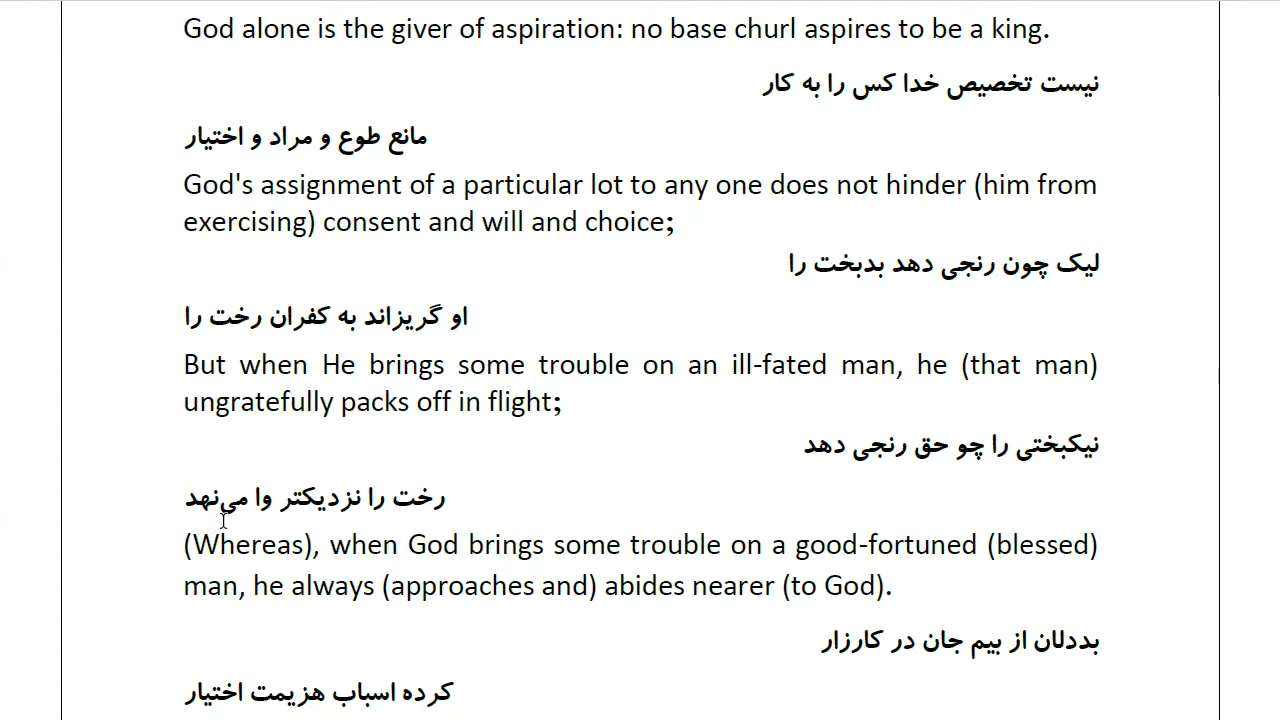 God alone is the giver of aspiration: no base churl aspires to be a king.
نیست تخصیص خدا کس را به کار
مانع طوع و مراد و اختیار
God's assignment of a particular lot to any one does not hinder (him from
exercising) consent and will and choice;
لیک چون رنجی دهد بدبخت را
او گریزاند به کفران رخت را
But when He brings some trouble on an ill-fated man, he (that man)
ungratefully packs off in flight;
نیکبختی را چو حق رنجی دهد
رخت را نزدیکتر وا می‌نهد
(Whereas), when God brings some trouble on a good-fortuned (blessed)
man, he always (approaches and) abides nearer (to God).
بددلان از بیم جان در کارزار
کرده اسباب هزیمت اختیار